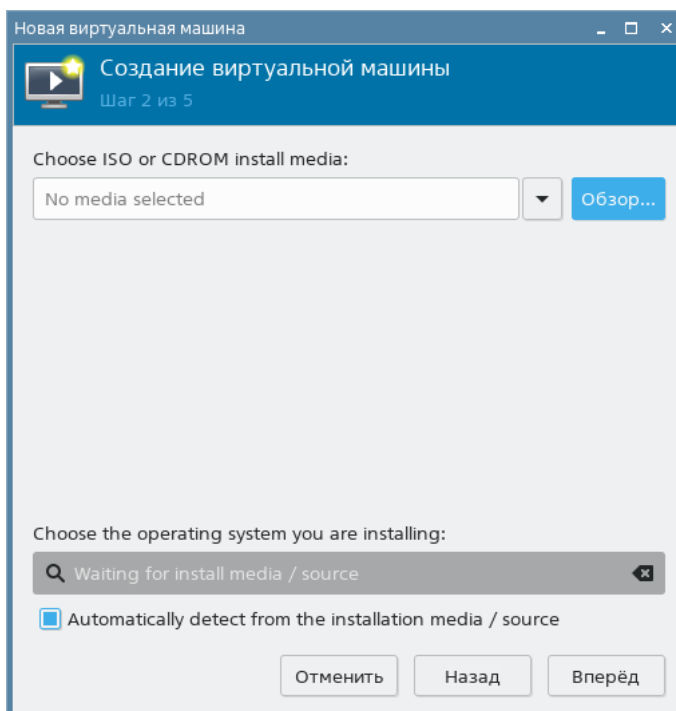 Новая виртуальная машина
Создание виртуальной машины
Шаг 2 из 5
Choose ISO or CDROM install media:
No media selected
Обзор...
Choose the operating system you are installing:
Waiting for install media / source
Automatically detect from the installation media / source
Отменить Назад Вперёд